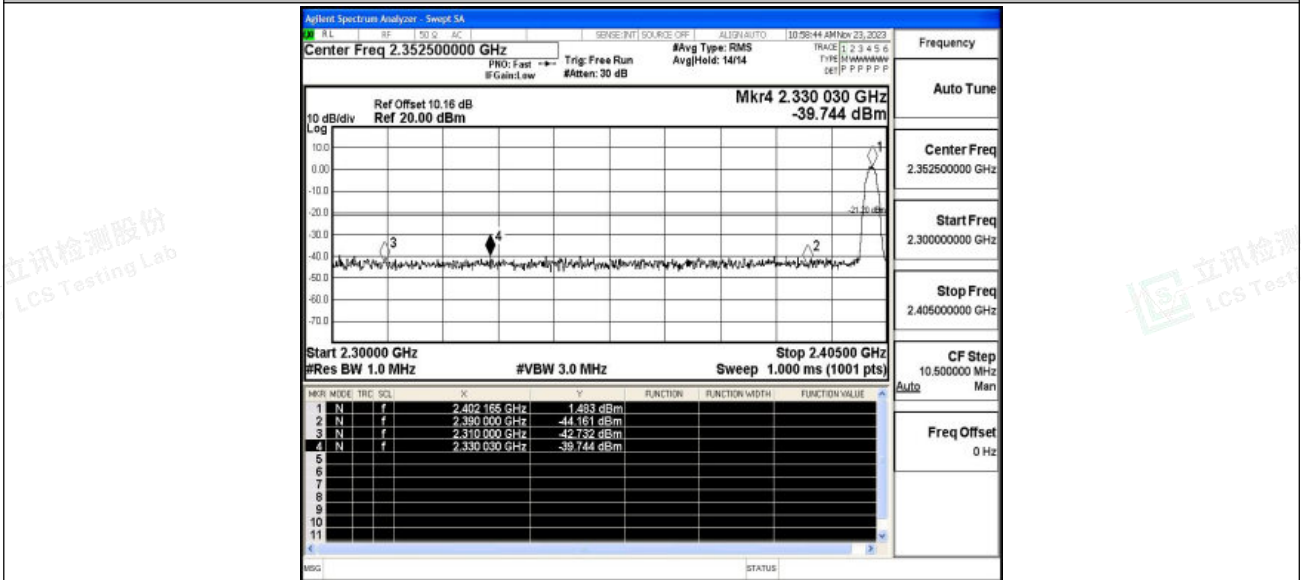 Agilent Spectrum Analyzer - Swept SA
RL RF 50 Ω AC SENSE:INT SOURCE OFF ALIGN AUTO 10:58:44 AM Nov 23, 2023
Center Freq 2.352500000 GHz
PNO: Fast
IFGain:Low
Trig: Free Run
#Atten: 30 dB
#Avg Type: RMS
Avg|Hold: 14/14
TRACE 1 2 3 4 5 6
TYPE M WWWWW
DET P P P P P P
Mkr4 2.330 030 GHz
-39.744 dBm
Ref Offset 10.16 dB
10 dB/div Ref 20.00 dBm
Log
10.0
0.00
-10.0
-20.0
-30.0
-40.0
-50.0
-60.0
-70.0
1
-21.20 dBm
3
4
2
Start 2.30000 GHz Stop 2.40500 GHz
#Res BW 1.0 MHz #VBW 3.0 MHz Sweep 1.000 ms (1001 pts)
MKR MODE TRC SCL X Y FUNCTION FUNCTION WIDTH FUNCTION VALUE
1 N f 2.402 165 GHz 1.483 dBm
2 N f 2.390 000 GHz -44.161 dBm
3 N f 2.310 000 GHz -42.732 dBm
4 N f 2.330 030 GHz -39.744 dBm
5
6
7
8
9
10
11
MSG STATUS
Frequency
Auto Tune
Center Freq
2.352500000 GHz
Start Freq
2.300000000 GHz
Stop Freq
2.405000000 GHz
CF Step
10.500000 MHz
Auto Man
Freq Offset
0 Hz
立讯检测股份
LCS Testing Lab
立讯检测
LCS Test